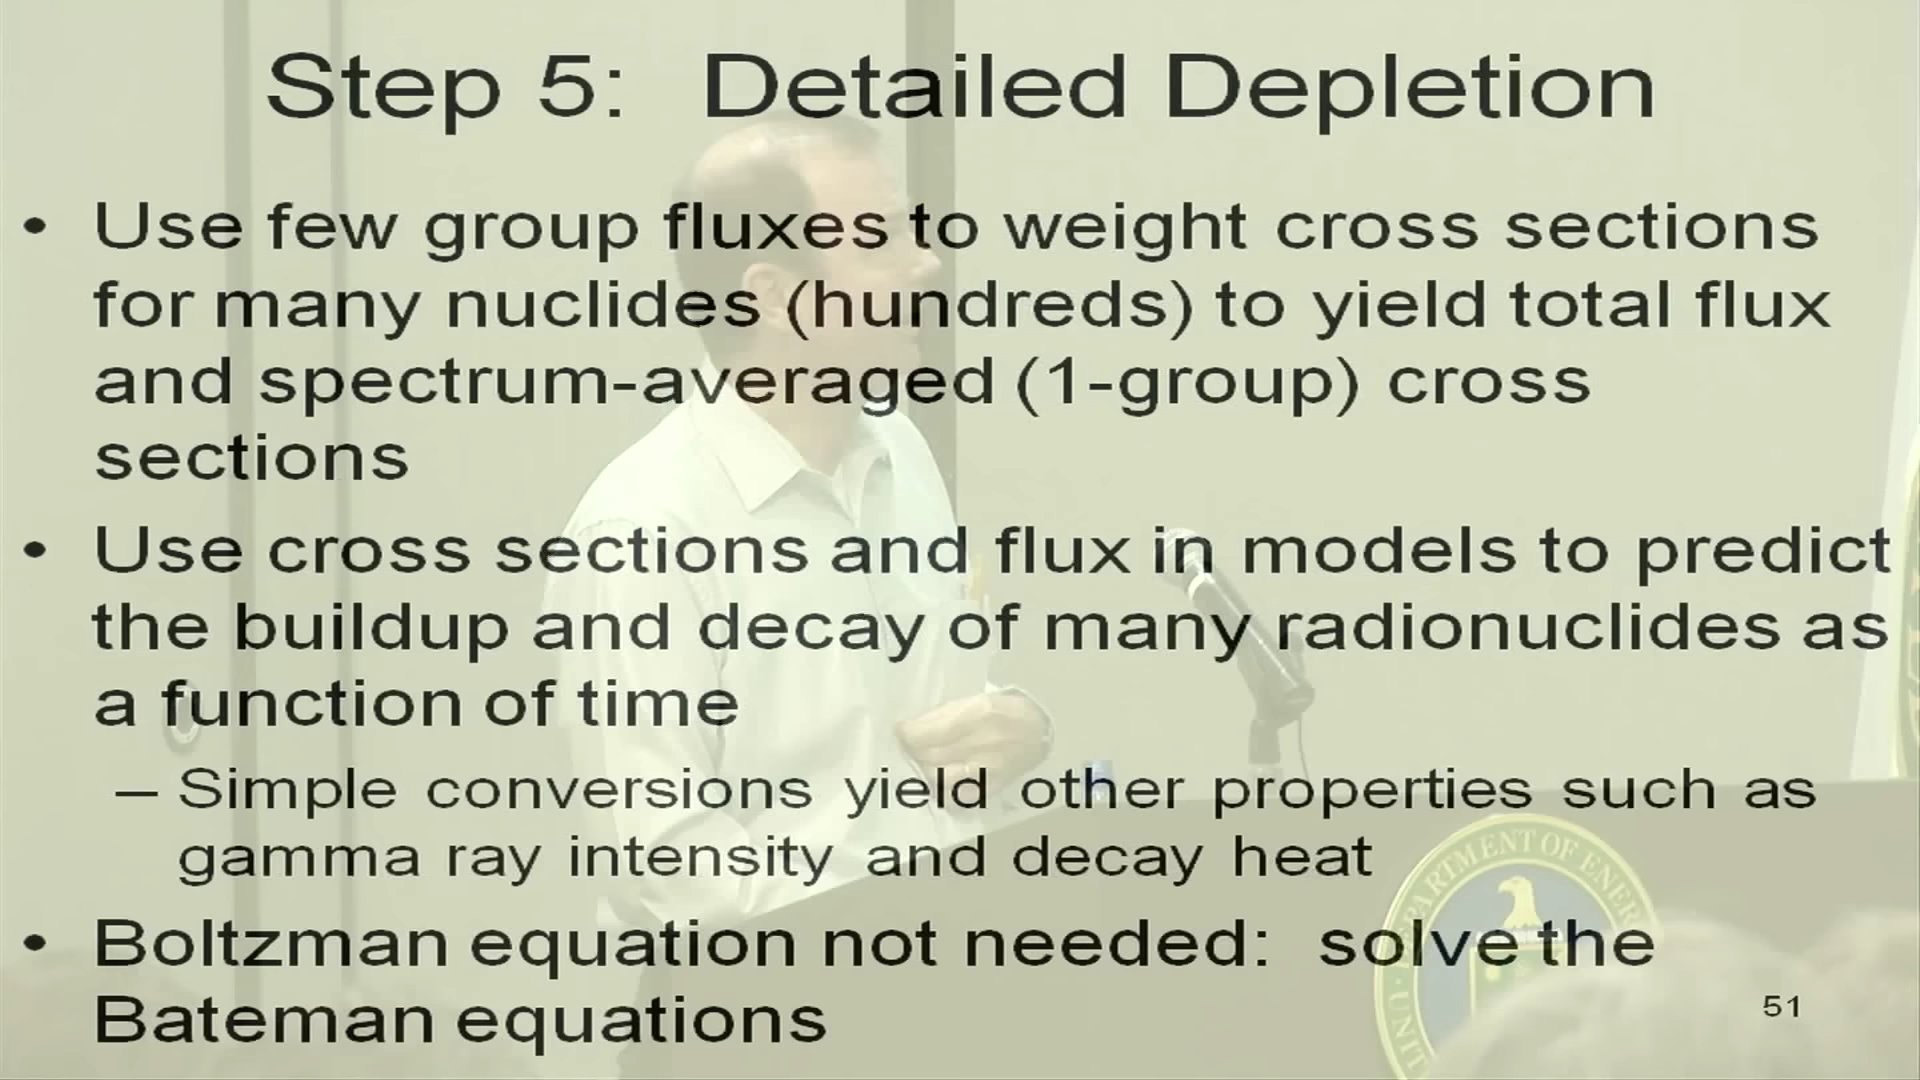 Step 5: Detailed Depletion
• Use few group fluxes to weight cross sections
for many nuclides (hundreds) to yield total flux
and spectrum-averaged (1-group) cross
sections
• Use cross sections and flux in models to predict
the buildup and decay of many radionuclides as
a function of time
– Simple conversions yield other properties such as
gamma ray intensity and decay heat
• Boltzman equation not needed: solve the
Bateman equations
51